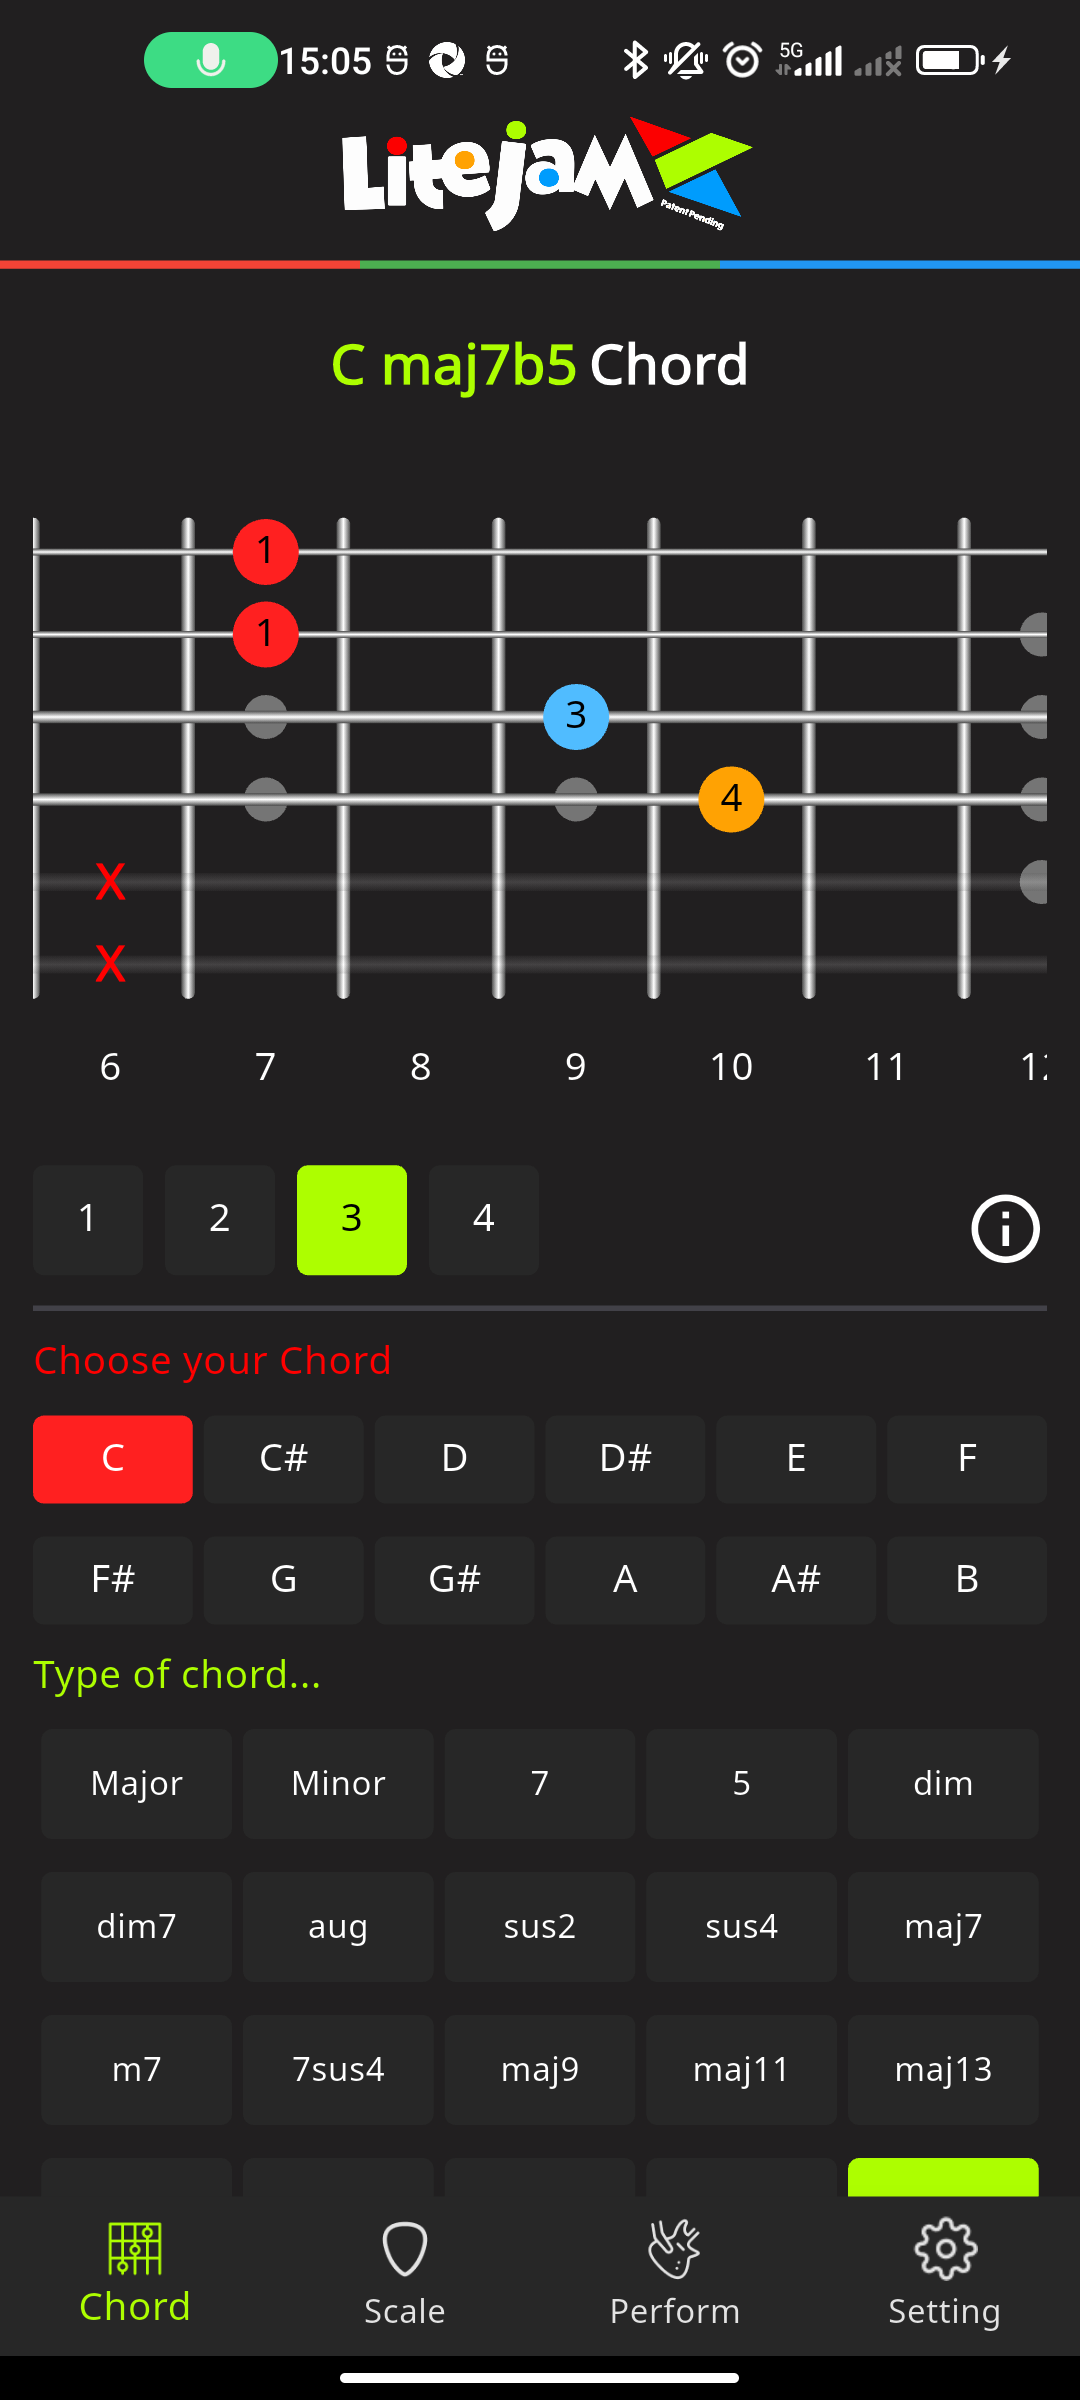 15:05 5G
Litejam
Patent Pending
C maj7b5 Chord
1
1
3
4
X
X
6 7 8 9 10 11
1 2 3 4
Choose your Chord
C C# D D# E F
F# G G# A A# B
Type of chord...
Major Minor 7 5 dim
dim7 aug sus2 sus4 maj7
m7 7sus4 maj9 maj11 maj13
Chord Scale Perform Setting